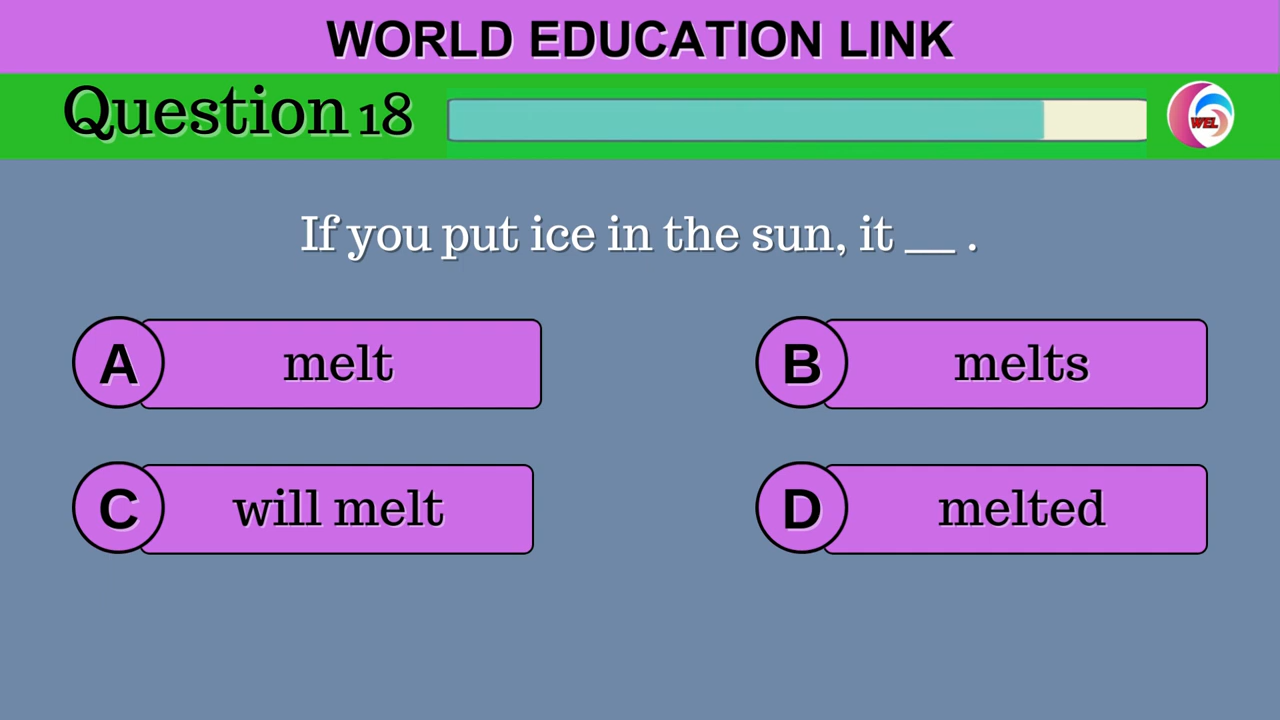 WORLD EDUCATION LINK
Question 18
WEL
If you put ice in the sun, it __ .
A melt
B melts
C will melt
D melted